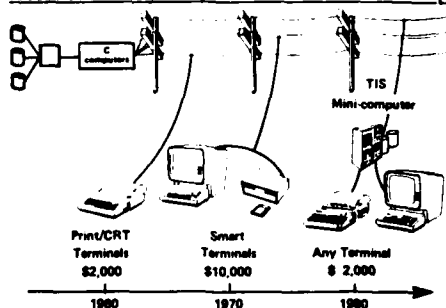 C
computers
TIS
Mini-computer
Print/CRT
Terminals
$2,000
Smart
Terminals
$10,000
Any Terminal
$ 2,000
1960
1970
1980